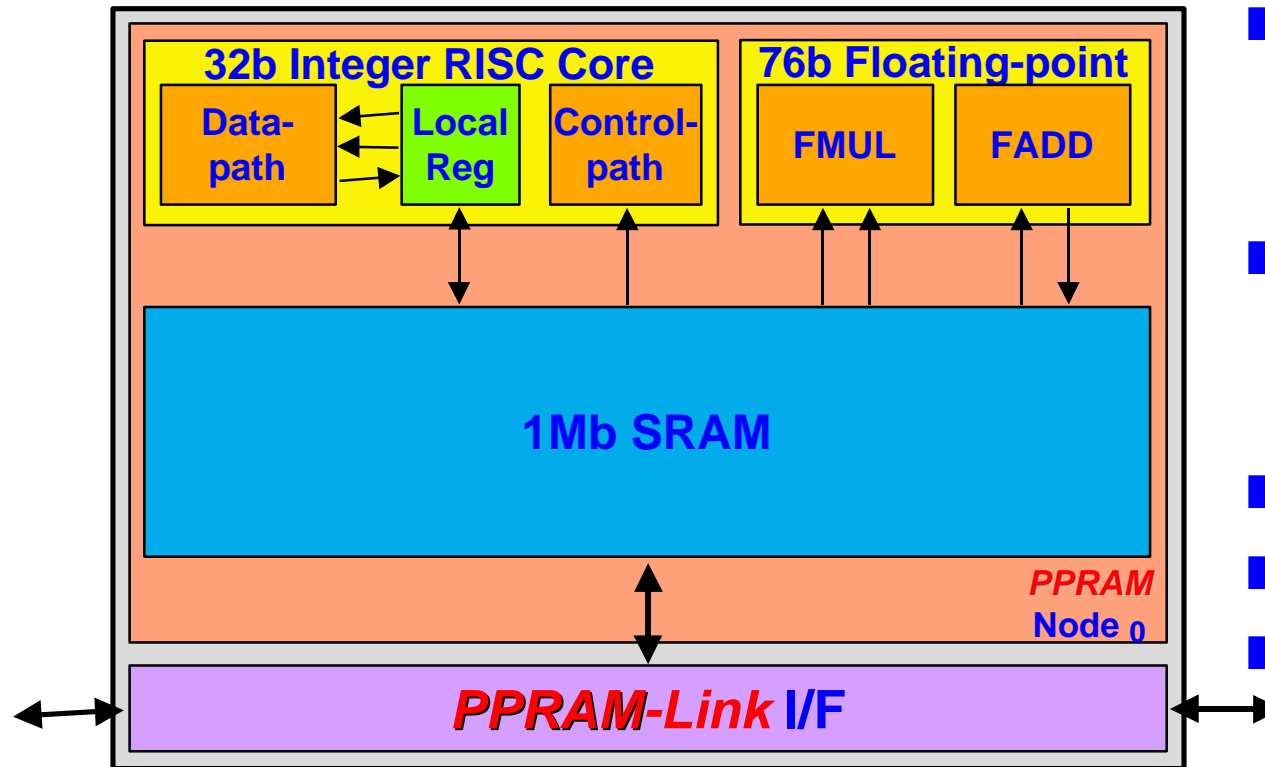 32b Integer RISC Core
76b Floating-point
Data-
path
Local
Reg
Control-
path
FMUL
FADD
1Mb SRAM
PPRAM
Node 0
PPRAM-Link I/F